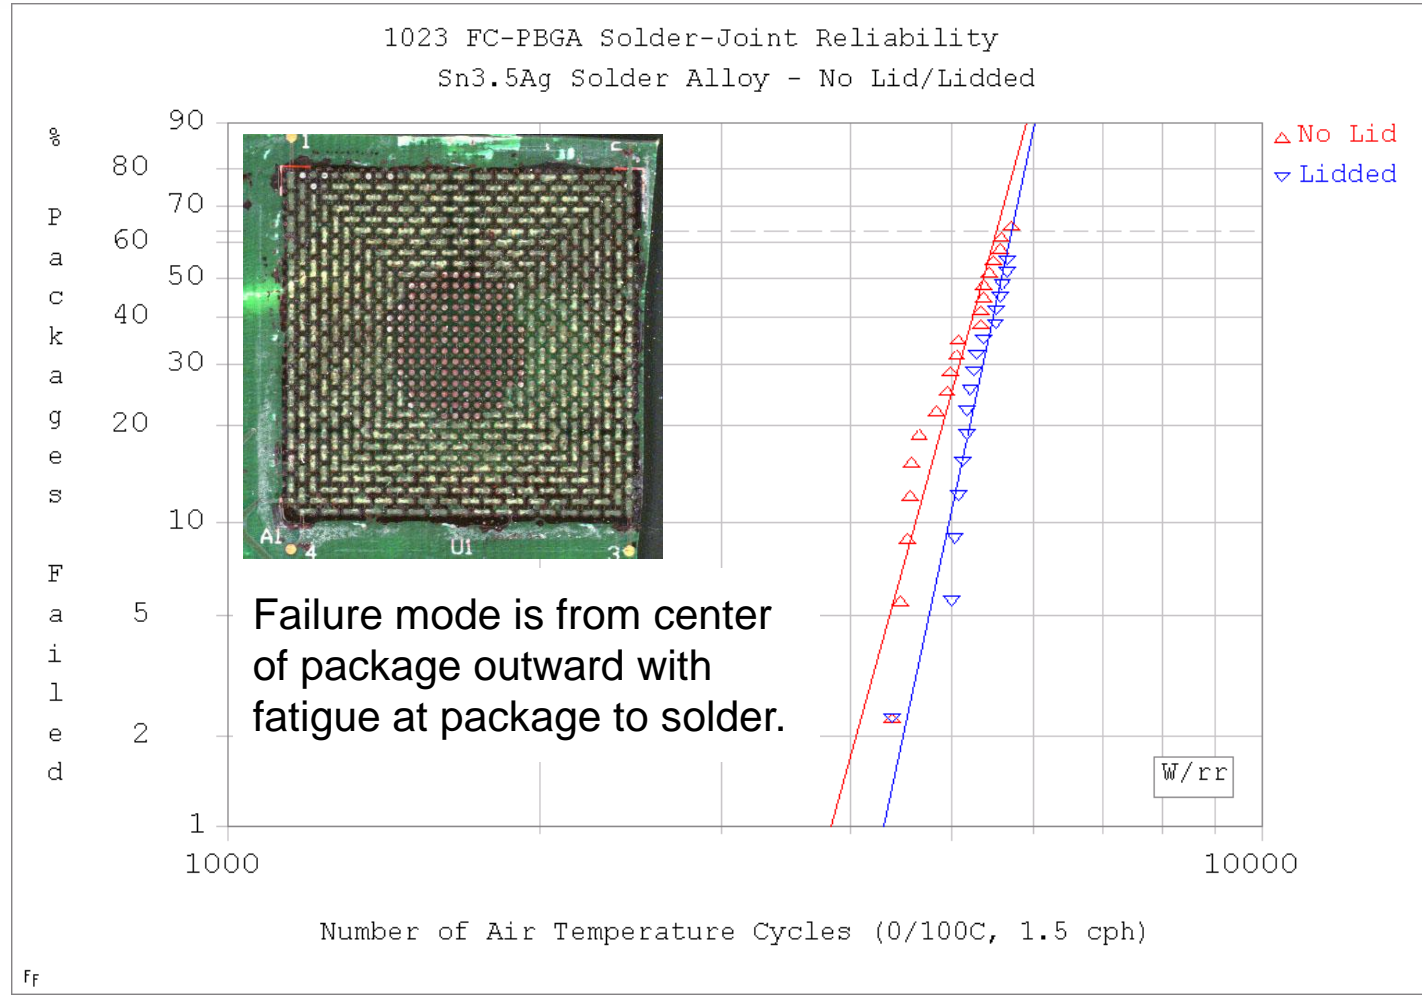 1023 FC-PBGA Solder-Joint Reliability
Sn3.5Ag Solder Alloy - No Lid/Lidded
% Packages Failed
90
80
70
60
50
40
30
20
10
5
2
1
1
2
A1
4
U1
3
Failure mode is from center
of package outward with
fatigue at package to solder.
No Lid
Lidded
W/rr
1000
10000
Number of Air Temperature Cycles (0/100C, 1.5 cph)
FF